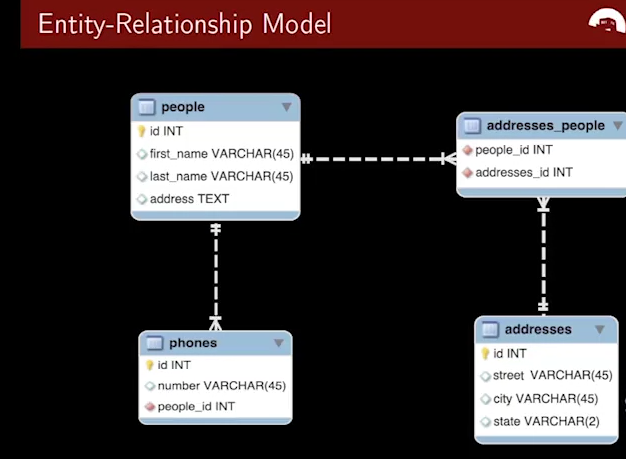 Entity-Relationship Model
people
id INT
first_name VARCHAR(45)
last_name VARCHAR(45)
address TEXT
addresses_people
people_id INT
addresses_id INT
phones
id INT
number VARCHAR(45)
people_id INT
addresses
id INT
street VARCHAR(45)
city VARCHAR(45)
state VARCHAR(2)